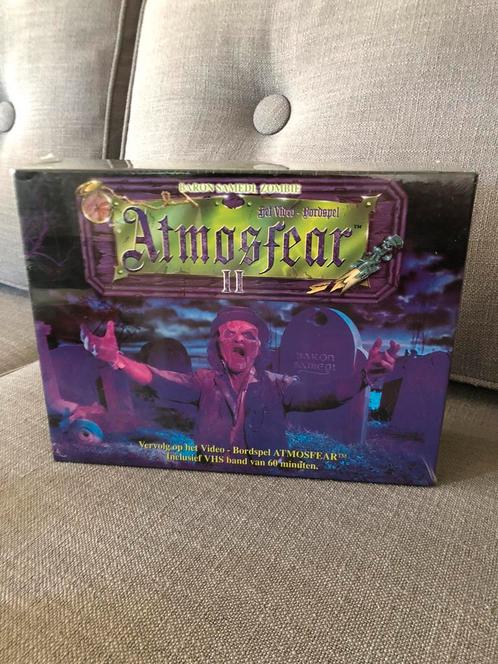 BARON SAMEDI, ZOMBIE
Het Video - Bordspel
Atmosfear™
II
BARON
SAMEDI
Vervolg op het Video - Bordspel ATMOSFEAR™
Inclusief VHS band van 60 minuten.